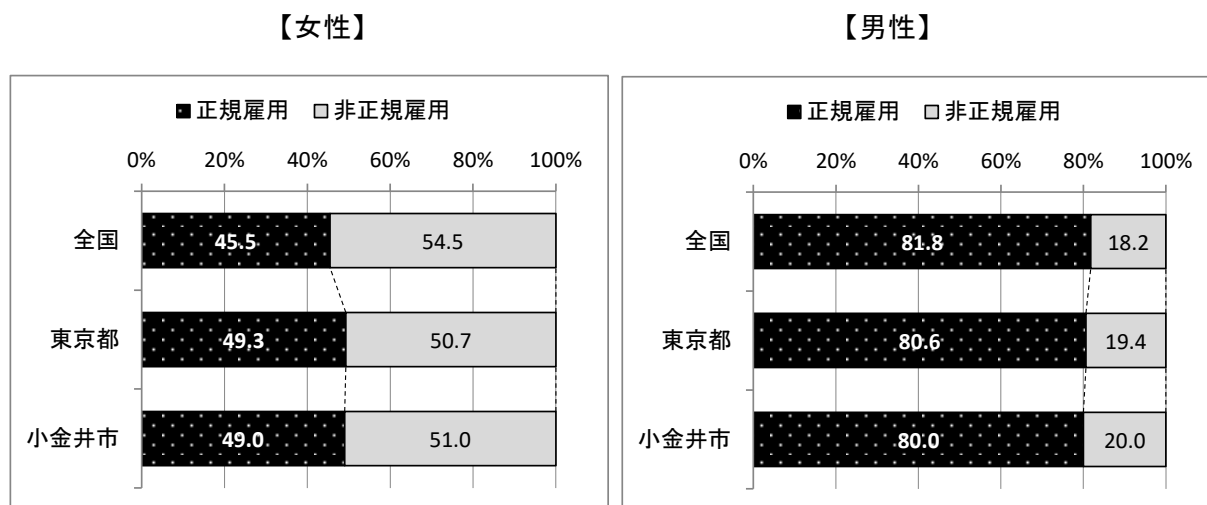 【女性】
■正規雇用 □非正規雇用
0% 20% 40% 60% 80% 100%
全国 45.5 54.5
東京都 49.3 50.7
小金井市 49.0 51.0
【男性】
■正規雇用 □非正規雇用
0% 20% 40% 60% 80% 100%
全国 81.8 18.2
東京都 80.6 19.4
小金井市 80.0 20.0